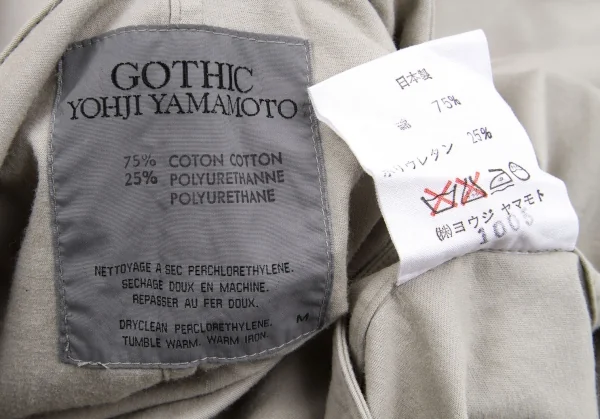 GOTHIC
YOHJI YAMAMOTO
75% COTON COTTON
25% POLYURETHANNE
POLYURETHANE
NETTOYAGE A SEC PERCHLORETHYLENE.
SECHAGE DOUX EN MACHINE.
REPASSER AU FER DOUX.
DRYCLEAN PERCLORETHYLENE.
TUMBLE WARM. WARM IRON.
M
日本製
綿 75%
ポリウレタン 25%
㈱ヨウジ ヤマモト
1005